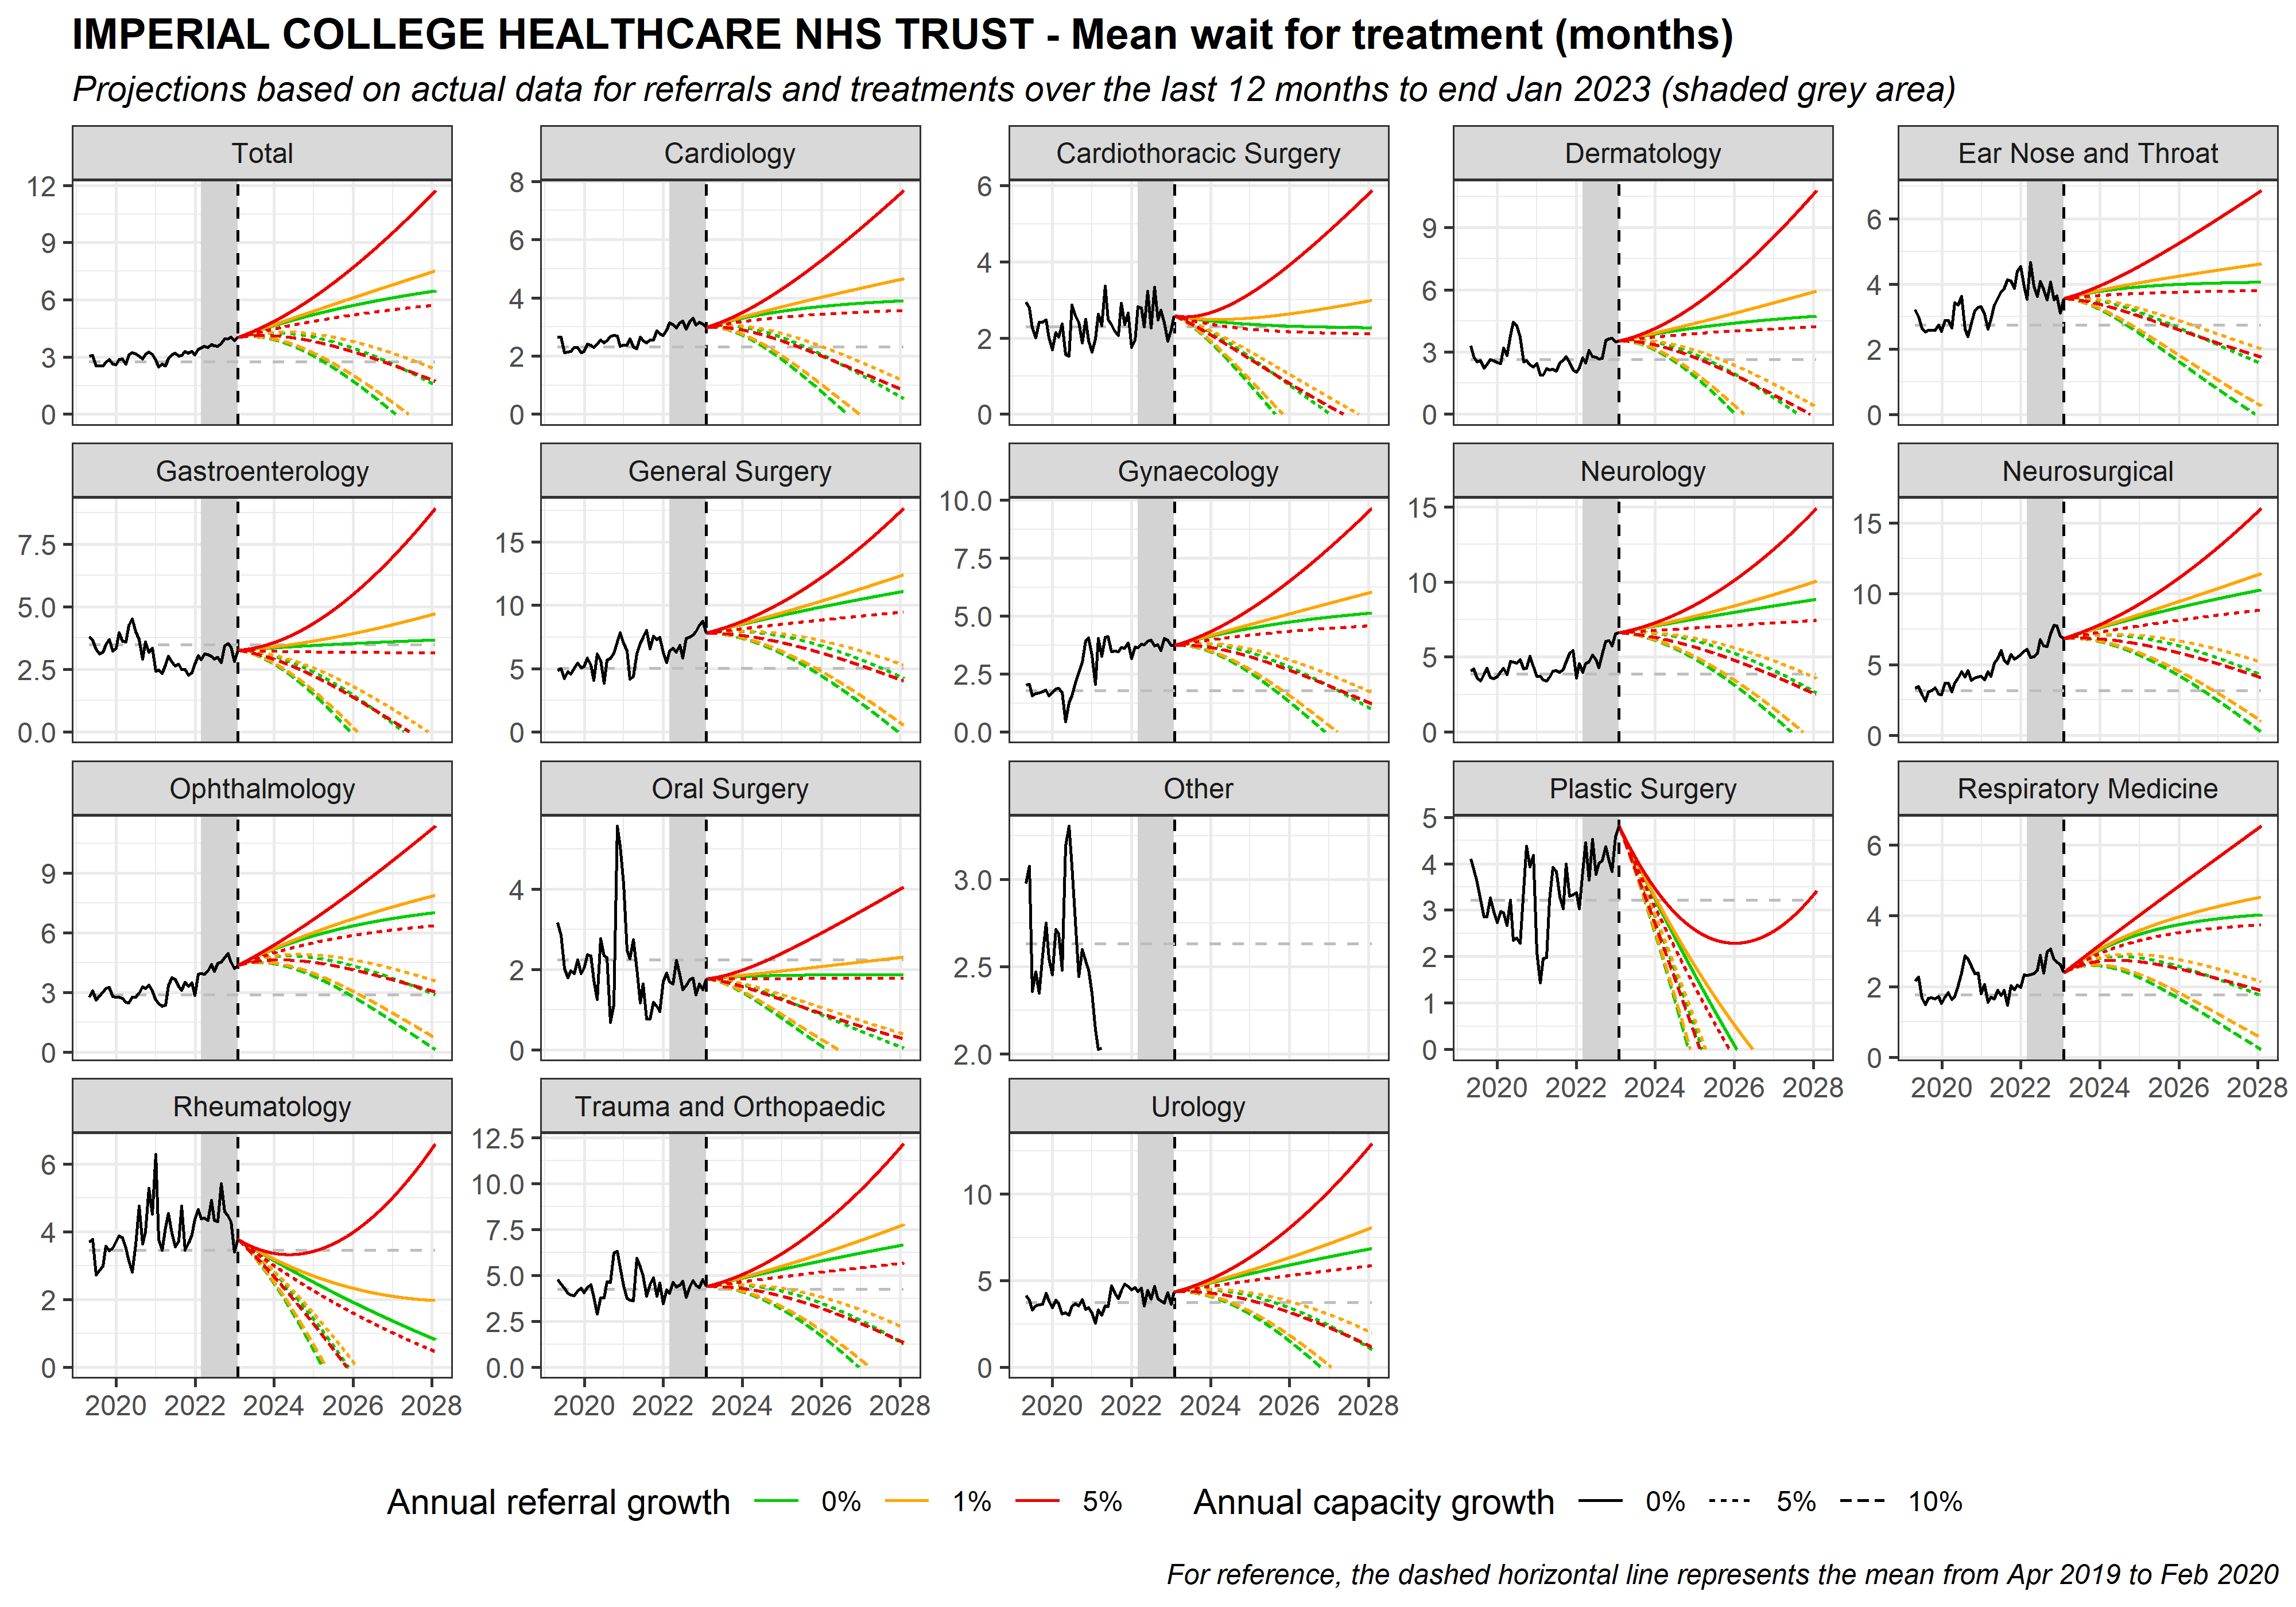 IMPERIAL COLLEGE HEALTHCARE NHS TRUST - Mean wait for treatment (months)
Projections based on actual data for referrals and treatments over the last 12 months to end Jan 2023 (shaded grey area)
Total Cardiology Cardiothoracic Surgery Dermatology Ear Nose and Throat
12 9 6 3 0
8 6 4 2 0
6 4 2 0
9 6 3 0
6 4 2 0
Gastroenterology General Surgery Gynaecology Neurology Neurosurgical
7.5 5.0 2.5 0.0
15 10 5 0
10.0 7.5 5.0 2.5 0.0
15 10 5 0
15 10 5 0
Ophthalmology Oral Surgery Other Plastic Surgery Respiratory Medicine
9 6 3 0
4 2 0
3.0 2.5 2.0
5 4 3 2 1 0
6 4 2 0
2020 2022 2024 2026 2028
2020 2022 2024 2026 2028
Rheumatology Trauma and Orthopaedic Urology
6 4 2 0
12.5 10.0 7.5 5.0 2.5 0.0
10 5 0
2020 2022 2024 2026 2028
2020 2022 2024 2026 2028
2020 2022 2024 2026 2028
Annual referral growth 0% 1% 5% Annual capacity growth 0% 5% 10%
For reference, the dashed horizontal line represents the mean from Apr 2019 to Feb 2020